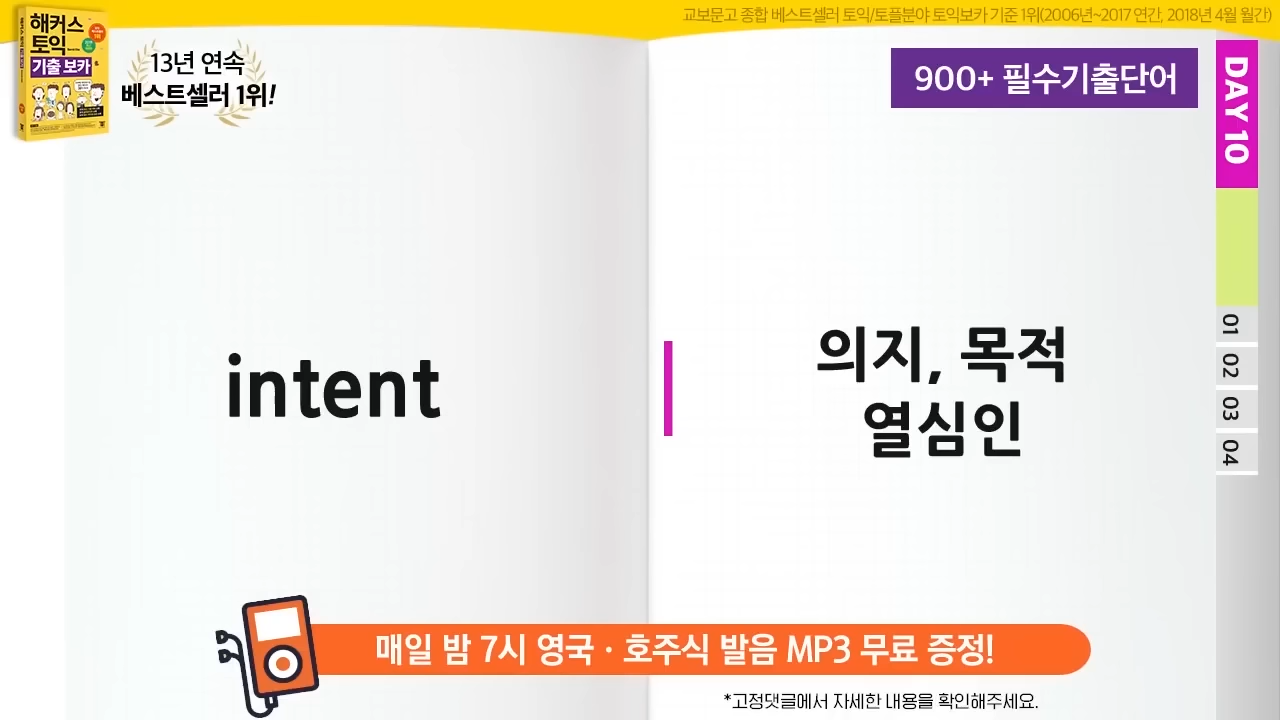 교보문고 종합 베스트셀러 토익/토플분야 토익보카 기준 1위(2006년~2017 연간, 2018년 4월 월간)
해커스
토익
기출 보카
13년 연속
베스트셀러 1위!
900+ 필수기출단어
DAY 10
intent
의지, 목적
열심인
01
02
03
04
매일 밤 7시 영국·호주식 발음 MP3 무료 증정!
*고정댓글에서 자세한 내용을 확인해주세요.